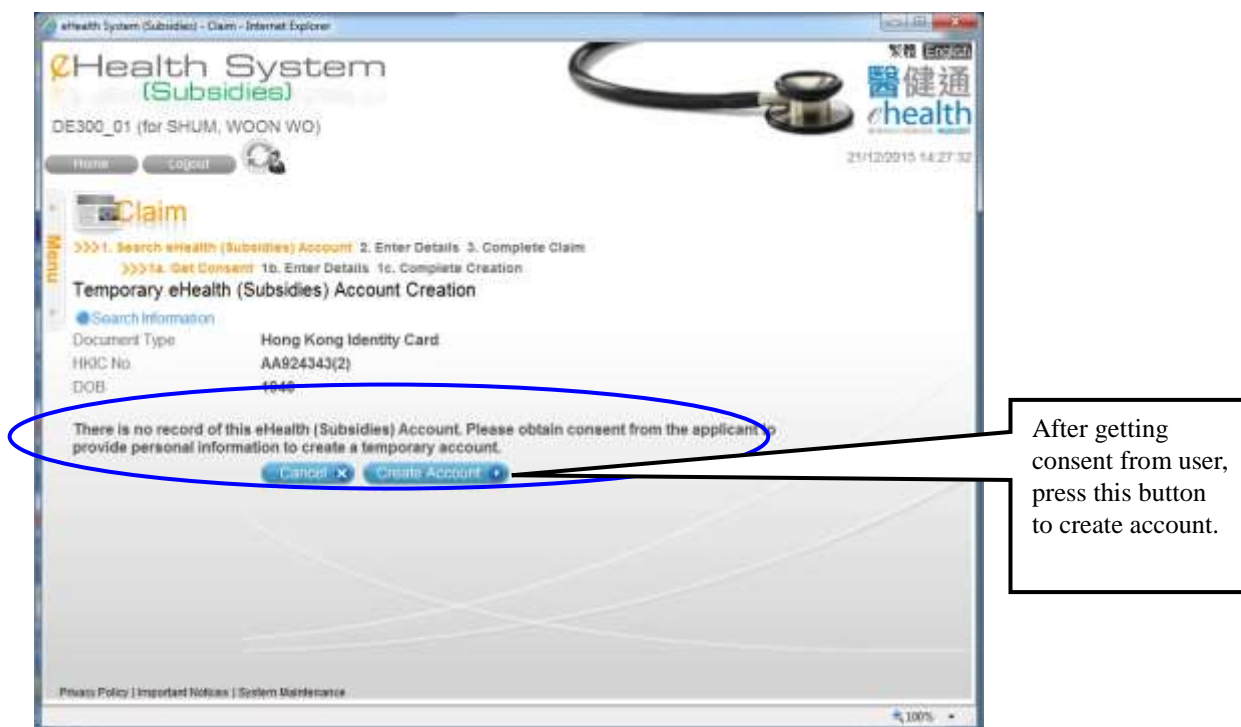 eHealth System (Subsidies) - Claim - Internet Explorer
繁體 English
eHealth System
(Subsidies)
醫健通
ehealth
DE300_01 (for SHUM, WOON WO)
Home Logout
21/12/2015 14:27:32
Claim
Menu
>>>1. Search eHealth (Subsidies) Account 2. Enter Details 3. Complete Claim
>>>1a. Get Consent 1b. Enter Details 1c. Complete Creation
Temporary eHealth (Subsidies) Account Creation
Search Information
Document Type Hong Kong Identity Card
HKIC No. AA924343(2)
DOB
There is no record of this eHealth (Subsidies) Account. Please obtain consent from the applicant to
provide personal information to create a temporary account.
Cancel Create Account
After getting
consent from user,
press this button
to create account.
Privacy Policy | Important Notices | System Maintenance
100%